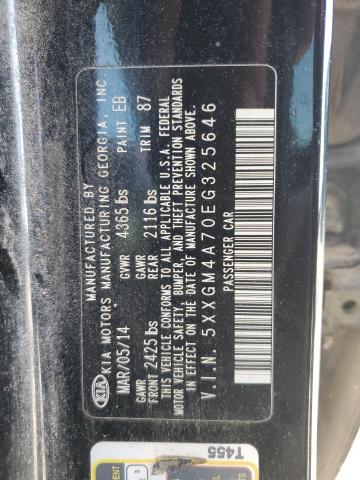 MANUFACTURED BY
KIA KIA MOTORS MANUFACTURING GEORGIA, INC.
MAR/05/14 GVWR 4365 lbs PAINT EB
GAWR FRONT 2425 lbs GAWR REAR 2116 lbs TRIM 87
THIS VEHICLE CONFORMS TO ALL APPLICABLE U.S.A. FEDERAL
MOTOR VEHICLE SAFETY, BUMPER, AND THEFT PREVENTION STANDARDS
IN EFFECT ON THE DATE OF MANUFACTURE SHOWN ABOVE.
V.I.N. 5XXGM4A70EG325646
PASSENGER CAR
T455